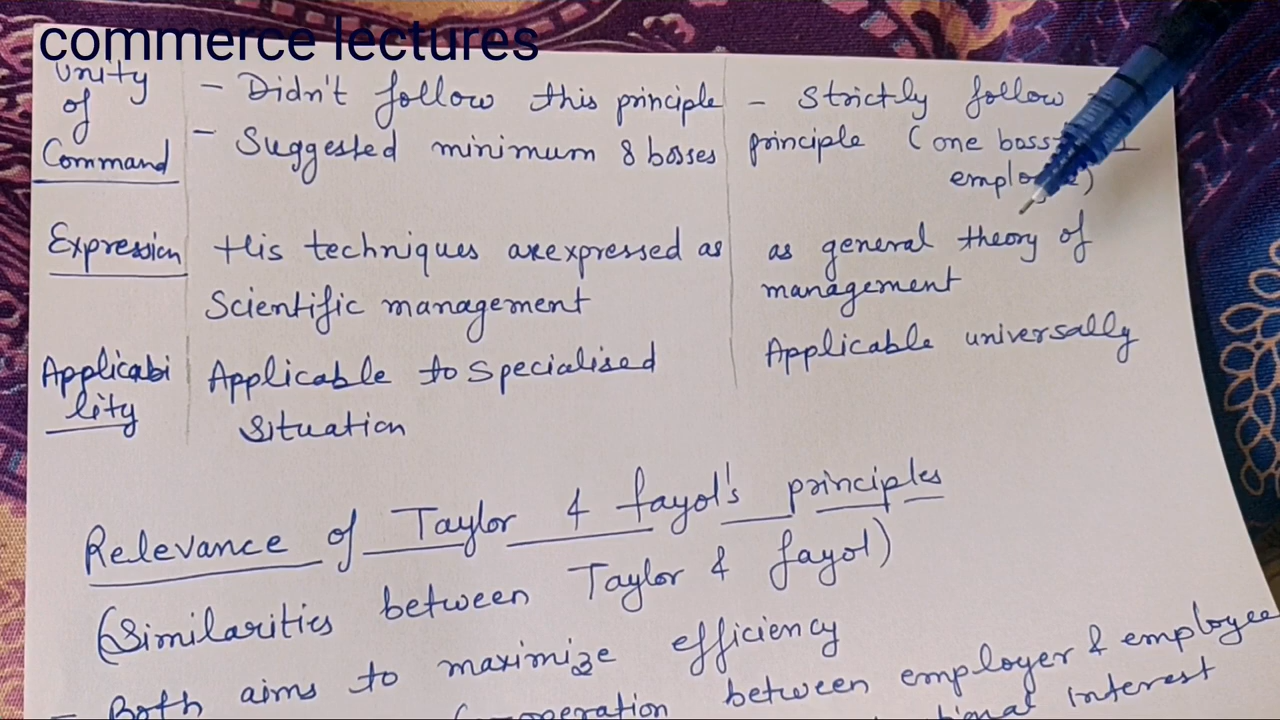 commerce lectures
Unity - Didn't follow this principle - Strictly follow
of - Suggested minimum 8 bosses principle (one boss
Command employee)
Expression His techniques are expressed as as general theory of
Scientific management management
Applicabi Applicable to Specialised Applicable universally
lity Situation
Relevance of Taylor & fayol's principles
(Similarities between Taylor & fayol)
- Both aims to maximize efficiency
between employer & employee
interest